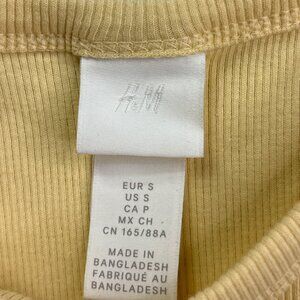 H&M
EUR S
US S
CA P
MX CH
CN 165/88A
MADE IN
BANGLADESH
FABRIQUÉ AU
BANGLADESH